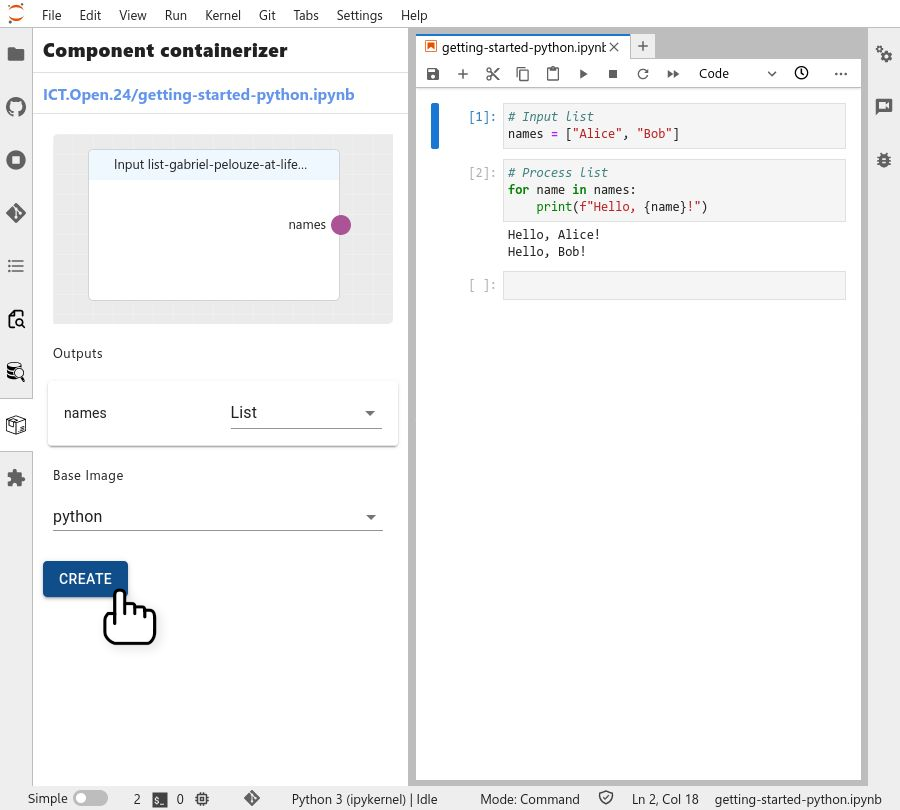 File Edit View Run Kernel Git Tabs Settings Help
Component containerizer
ICT.Open.24/getting-started-python.ipynb
Input list-gabriel-pelouze-at-life...
names
Outputs
names List
Base Image
python
CREATE
getting-started-python.ipynb
Code
[1]: # Input list
names = ["Alice", "Bob"]
[2]: # Process list
for name in names:
    print(f"Hello, {name}!")
Hello, Alice!
Hello, Bob!
[ ]:
Simple 2 $_ 0 Python 3 (ipykernel) | Idle Mode: Command Ln 2, Col 18 getting-started-python.ipynb